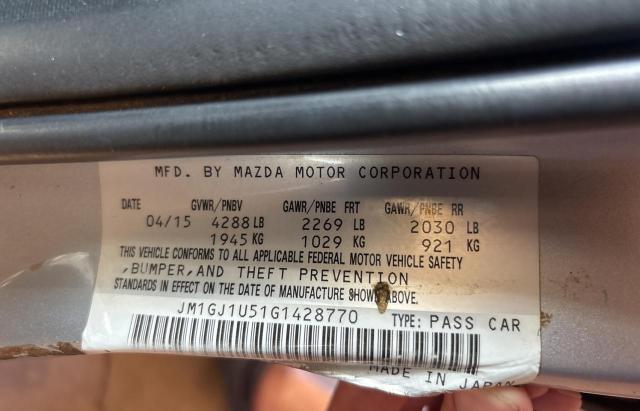 MFD. BY MAZDA MOTOR CORPORATION
DATE GVWR/PNBV GAWR/PNBE FRT GAWR/PNBE RR
04/15 4288 LB 2269 LB 2030 LB
1945 KG 1029 KG 921 KG
THIS VEHICLE CONFORMS TO ALL APPLICABLE FEDERAL MOTOR VEHICLE SAFETY
,BUMPER,AND THEFT PREVENTION
STANDARDS IN EFFECT ON THE DATE OF MANUFACTURE SHOWN ABOVE.
JM1GJ1U51G1428770 TYPE: PASS CAR
MADE IN JAPAN